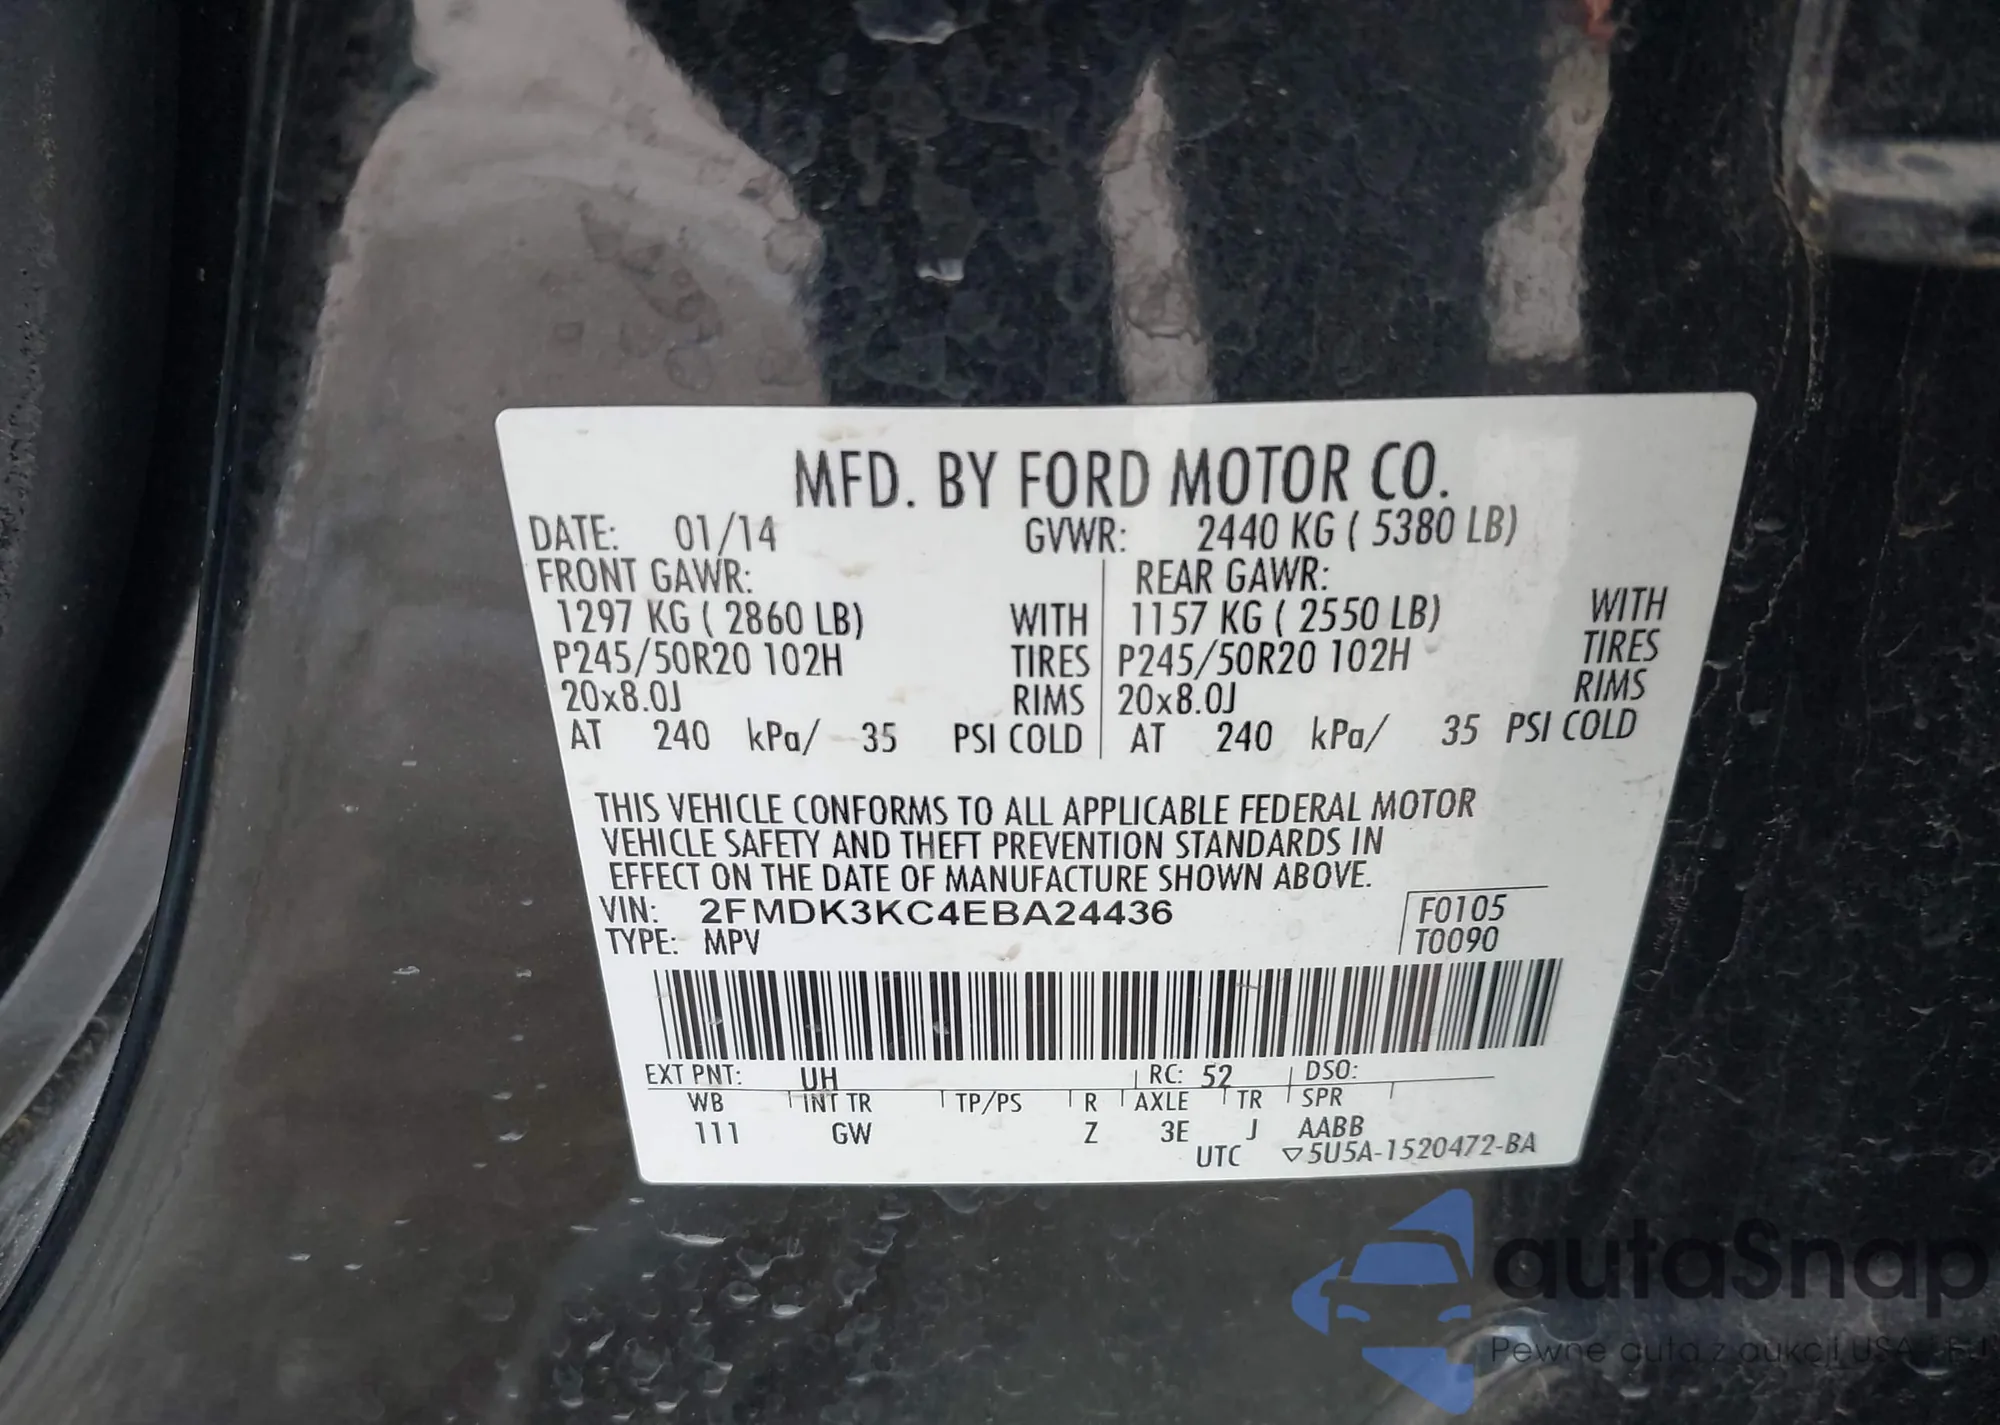 MFD. BY FORD MOTOR CO.
DATE: 01/14 GVWR: 2440 KG ( 5380 LB)
FRONT GAWR: REAR GAWR:
1297 KG ( 2860 LB) WITH 1157 KG ( 2550 LB) WITH
P245/50R20 102H TIRES P245/50R20 102H TIRES
20x8.0J RIMS 20x8.0J RIMS
AT 240 kPa/ 35 PSI COLD AT 240 kPa/ 35 PSI COLD
THIS VEHICLE CONFORMS TO ALL APPLICABLE FEDERAL MOTOR
VEHICLE SAFETY AND THEFT PREVENTION STANDARDS IN
EFFECT ON THE DATE OF MANUFACTURE SHOWN ABOVE.
VIN: 2FMDK3KC4EBA24436 F0105
TYPE: MPV T0090
EXT PNT: UH RC: 52 DSO:
WB INT TR TP/PS R AXLE TR SPR
111 GW Z 3E J AABB
UTC ▽5U5A-1520472-BA
autaSnap
Pewne auta z aukcji USA i EU